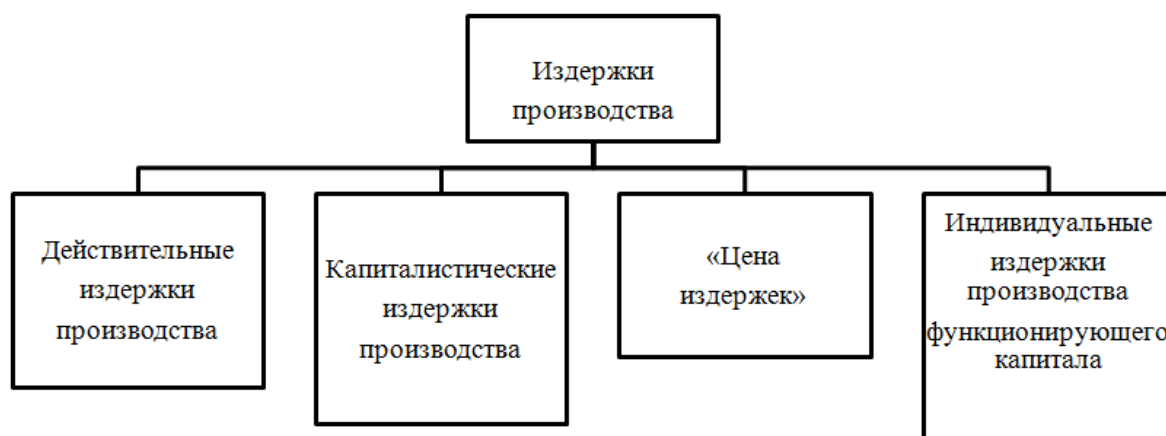 Издержки
производства
Действительные
издержки
производства
Капиталистические
издержки
производства
«Цена
издержек»
Индивидуальные
издержки
производства
функционирующего
капитала